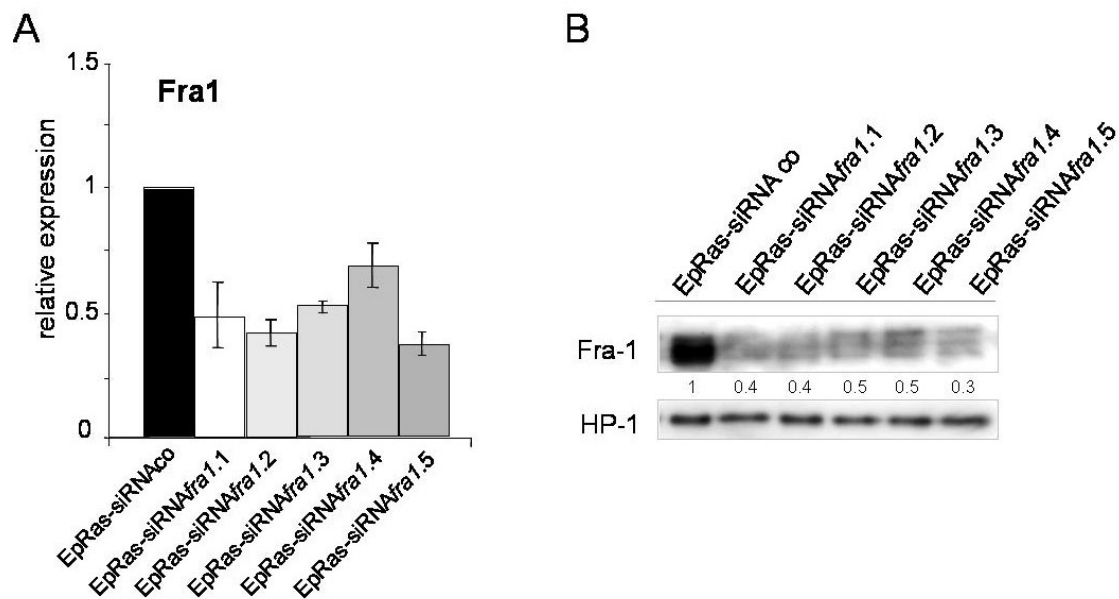 A
1.5
Fra1
1
relative expression
0.5
0
EpRas-siRNAco
EpRas-siRNAfra1.1
EpRas-siRNAfra1.2
EpRas-siRNAfra1.3
EpRas-siRNAfra1.4
EpRas-siRNAfra1.5
B
EpRas-siRNA co
EpRas-siRNAfra1.1
EpRas-siRNAfra1.2
EpRas-siRNAfra1.3
EpRas-siRNAfra1.4
EpRas-siRNAfra1.5
Fra-1
1 0.4 0.4 0.5 0.5 0.3
HP-1